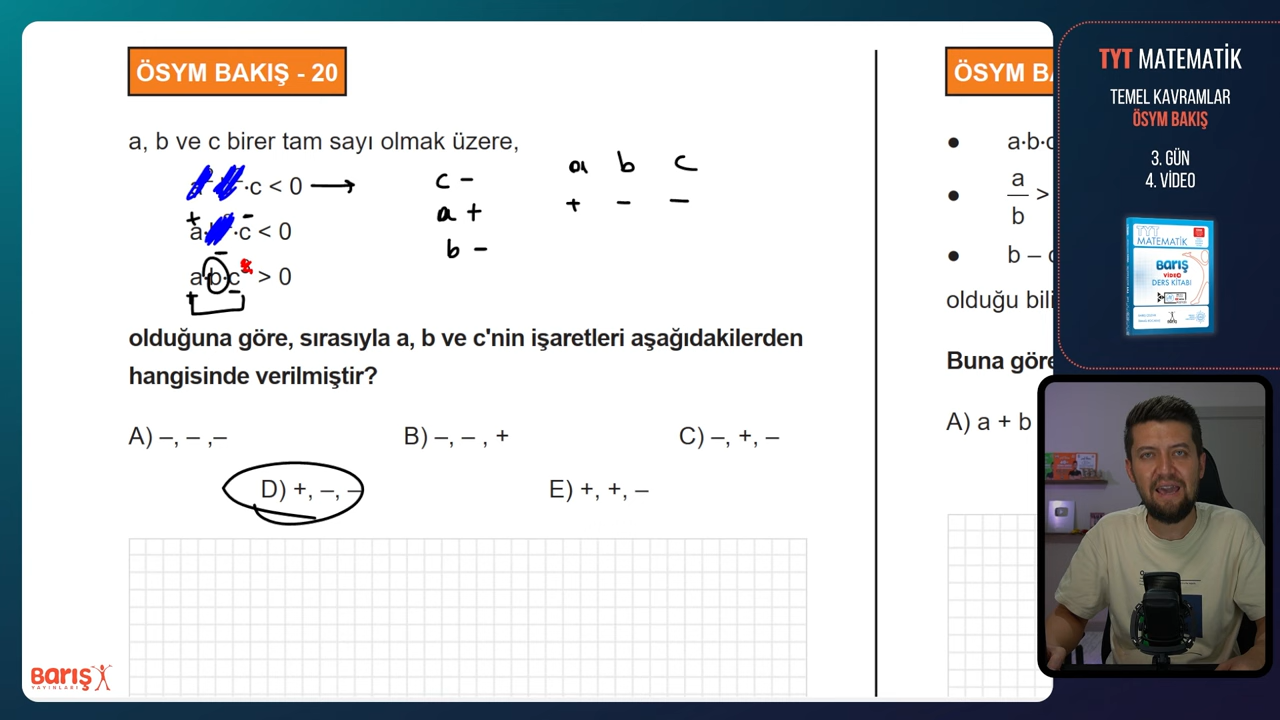 ÖSYM BAKIŞ - 20
a, b ve c birer tam sayı olmak üzere,
·c < 0
a· ·c < 0
a·b·c > 0
+ -
-
+ -
c -
a +
b -
a b c
+ - -
olduğuna göre, sırasıyla a, b ve c'nin işaretleri aşağıdakilerden
hangisinde verilmiştir?
A) –, – ,–
B) –, – , +
C) –, +, –
D) +, –, –
E) +, +, –
BARIŞ
YAYINLARI
ÖSYM BA
a·b·c
a
b
>
b –
olduğu bili
Buna göre
A) a + b
TYT MATEMATİK
TEMEL KAVRAMLAR
ÖSYM BAKIŞ
3. GÜN
4. VİDEO
TYT
MATEMATİK
BARIŞ
VİDEO
DERS KİTABI